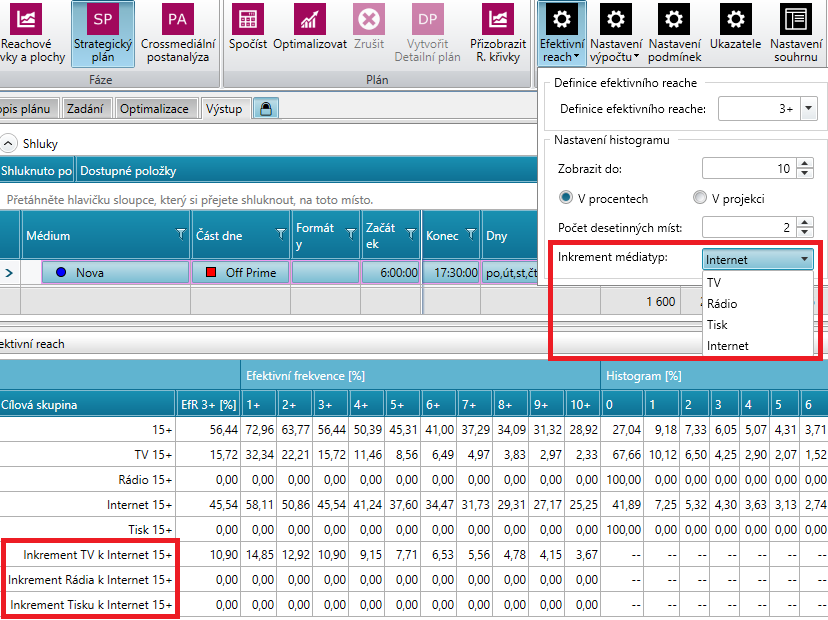 Reachové
vky a plochy
SP
Strategický
plán
PA
Crossmediální
postanalýza
Fáze
Spočíst
Optimalizovat
Zrušit
DP
Vytvořit
Detailní plán
Přizobrazit
R. křivky
Plán
Efektivní
reach
Nastavení
výpočtu
Nastavení
podmínek
Ukazatele
Nastavení
souhrnu
Definice efektivního reache
Definice efektivního reache: 3+
Nastavení histogramu
Zobrazit do: 10
V procentech V projekci
Počet desetinných míst: 2
Inkrement médiatyp: Internet
TV
Rádio
Tisk
Internet
opis plánu Zadání Optimalizace Výstup
Shluky
Shluknuto po Dostupné položky
Přetáhněte hlavičku sloupce, který si přejete shluknout, na toto místo.
Médium Část dne Formát
y Začát
ek Konec Dny
Nova Off Prime 6:00:00 17:30:00 po,út,st,čt
1 600
ektivní reach
Efektivní frekvence [%] Histogram [%]
Cílová skupina EfR 3+ [%] 1+ 2+ 3+ 4+ 5+ 6+ 7+ 8+ 9+ 10+ 0 1 2 3 4 5 6
15+ 56,44 72,96 63,77 56,44 50,39 45,31 41,00 37,29 34,09 31,32 28,92 27,04 9,18 7,33 6,05 5,07 4,31 3,71
TV 15+ 15,72 32,34 22,21 15,72 11,46 8,56 6,49 4,97 3,83 2,97 2,33 67,66 10,12 6,50 4,25 2,90 2,07 1,52
Rádio 15+ 0,00 0,00 0,00 0,00 0,00 0,00 0,00 0,00 0,00 0,00 0,00 100,00 0,00 0,00 0,00 0,00 0,00 0,00
Internet 15+ 45,54 58,11 50,86 45,54 41,24 37,60 34,47 31,73 29,31 27,17 25,25 41,89 7,25 5,32 4,30 3,63 3,13 2,74
Tisk 15+ 0,00 0,00 0,00 0,00 0,00 0,00 0,00 0,00 0,00 0,00 0,00 100,00 0,00 0,00 0,00 0,00 0,00 0,00
Inkrement TV k Internet 15+ 10,90 14,85 12,92 10,90 9,15 7,71 6,53 5,56 4,78 4,15 3,67 -- -- -- -- -- -- --
Inkrement Rádia k Internet 15+ 0,00 0,00 0,00 0,00 0,00 0,00 0,00 0,00 0,00 0,00 0,00 -- -- -- -- -- -- --
Inkrement Tisku k Internet 15+ 0,00 0,00 0,00 0,00 0,00 0,00 0,00 0,00 0,00 0,00 0,00 -- -- -- -- -- -- --